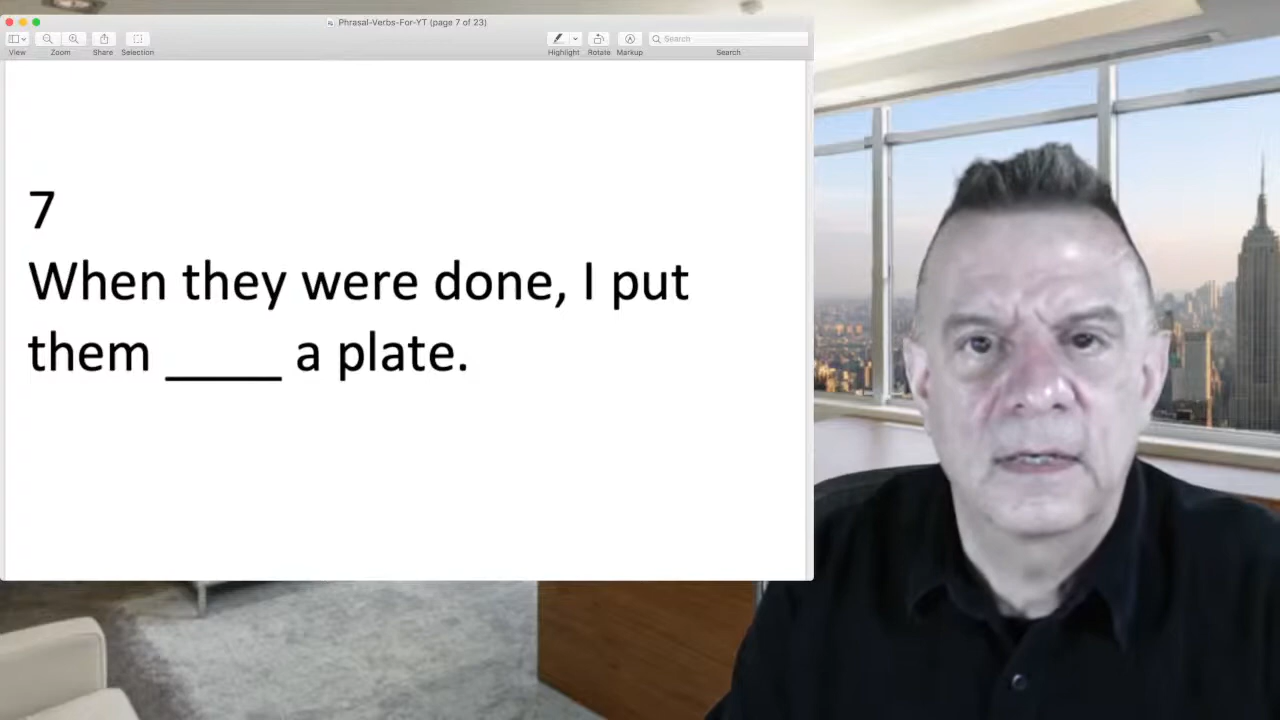 Phrasal-Verbs-For-YT (page 7 of 23)
View Zoom Share Selection Highlight Rotate Markup Search
Search
7
When they were done, I put
them _____ a plate.